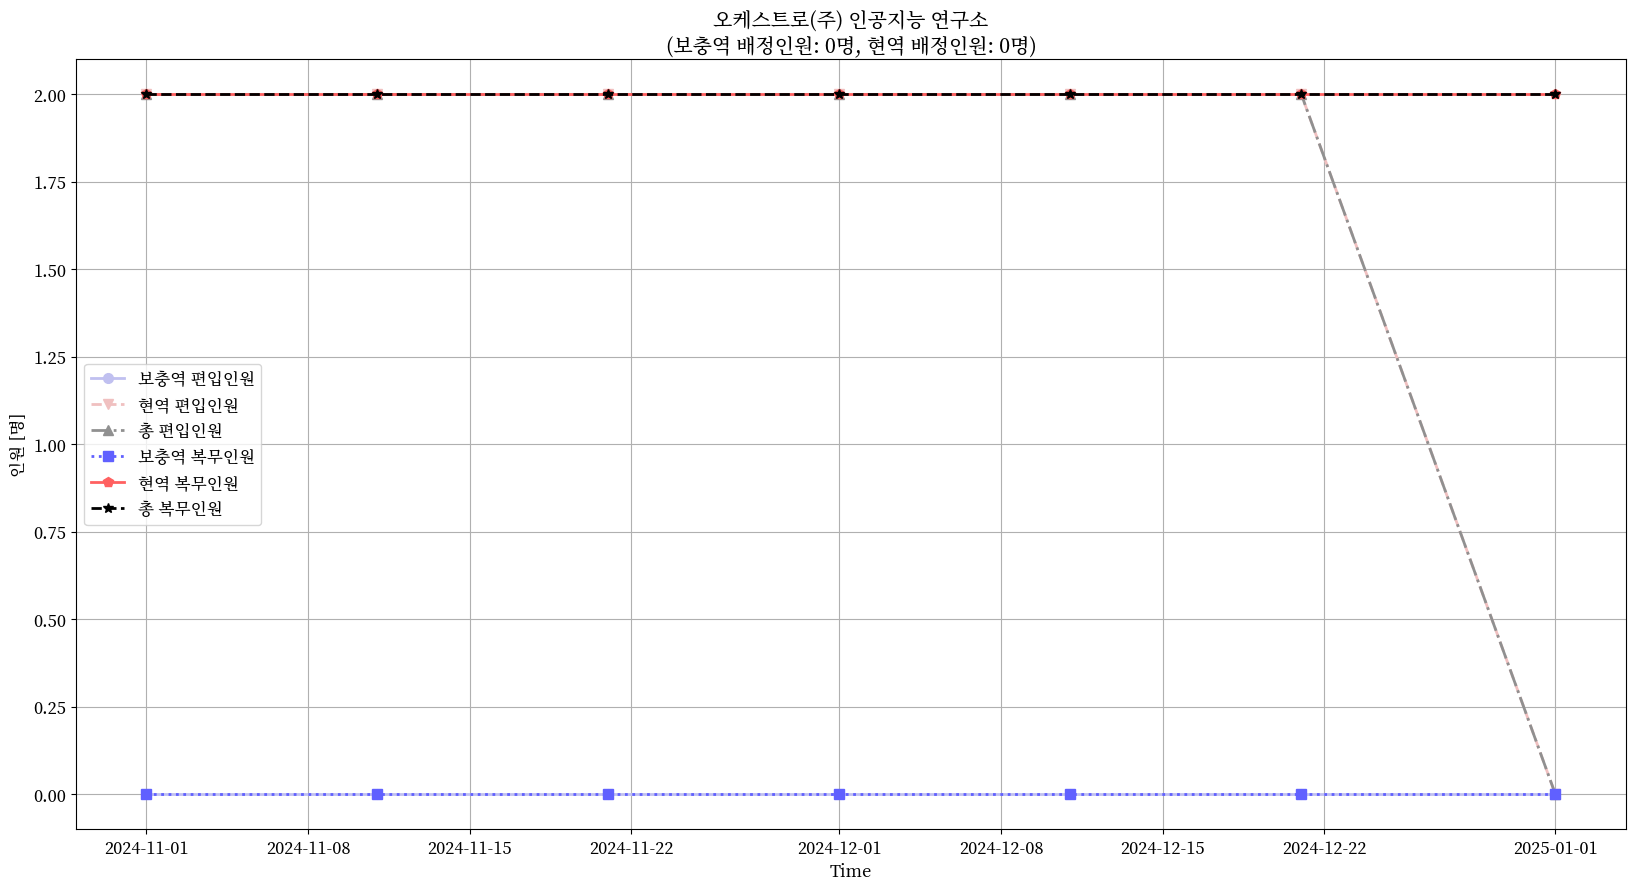 오케스트로(주) 인공지능 연구소
(보충역 배정인원: 0명, 현역 배정인원: 0명)
인원 [명]
2.00
1.75
1.50
1.25
1.00
0.75
0.50
0.25
0.00
보충역 편입인원
현역 편입인원
총 편입인원
보충역 복무인원
현역 복무인원
총 복무인원
2024-11-01 2024-11-08 2024-11-15 2024-11-22 2024-12-01 2024-12-08 2024-12-15 2024-12-22 2025-01-01
Time